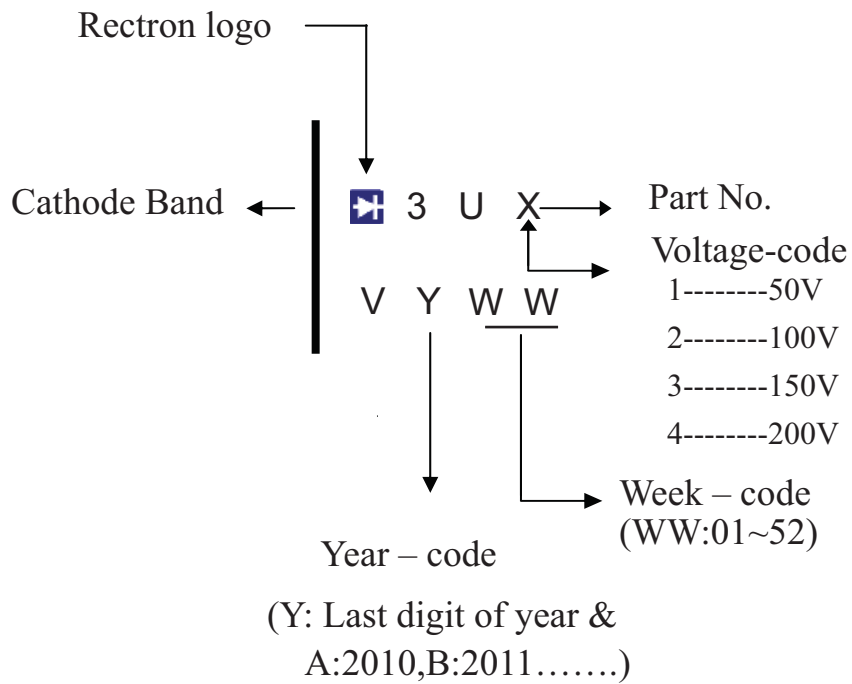 Rectron logo
Cathode Band
3 U X
Part No.
Voltage-code
1--------50V
2--------100V
3--------150V
4--------200V
V Y W W
Week – code
(WW:01~52)
Year – code
(Y: Last digit of year &
A:2010,B:2011…….)